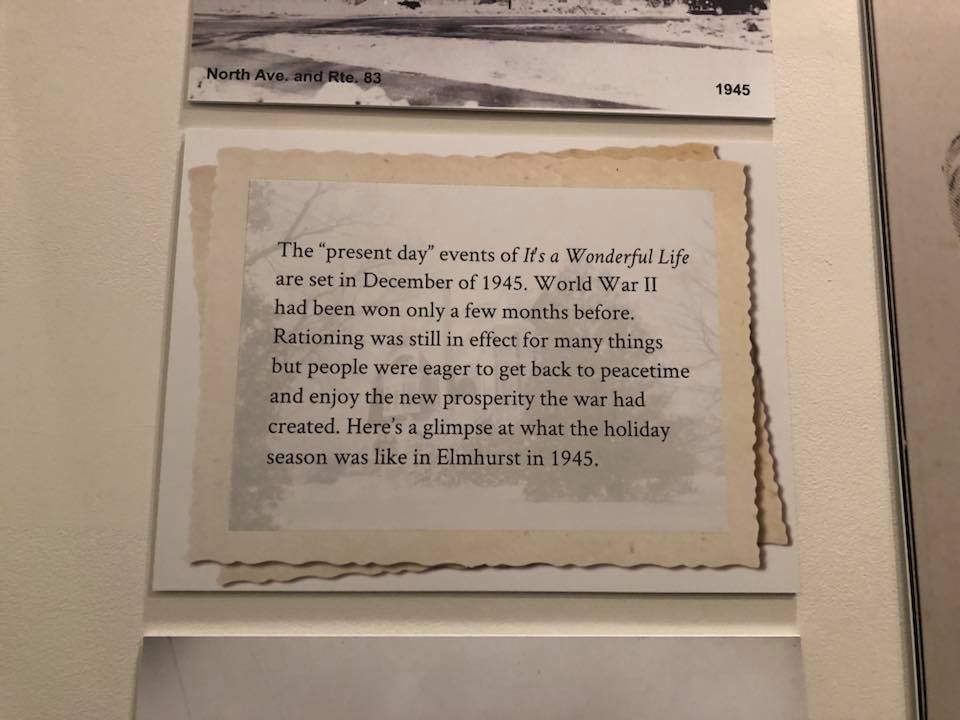 North Ave. and Rte. 83
1945
The “present day” events of It's a Wonderful Life
are set in December of 1945. World War II
had been won only a few months before.
Rationing was still in effect for many things
but people were eager to get back to peacetime
and enjoy the new prosperity the war had
created. Here’s a glimpse at what the holiday
season was like in Elmhurst in 1945.